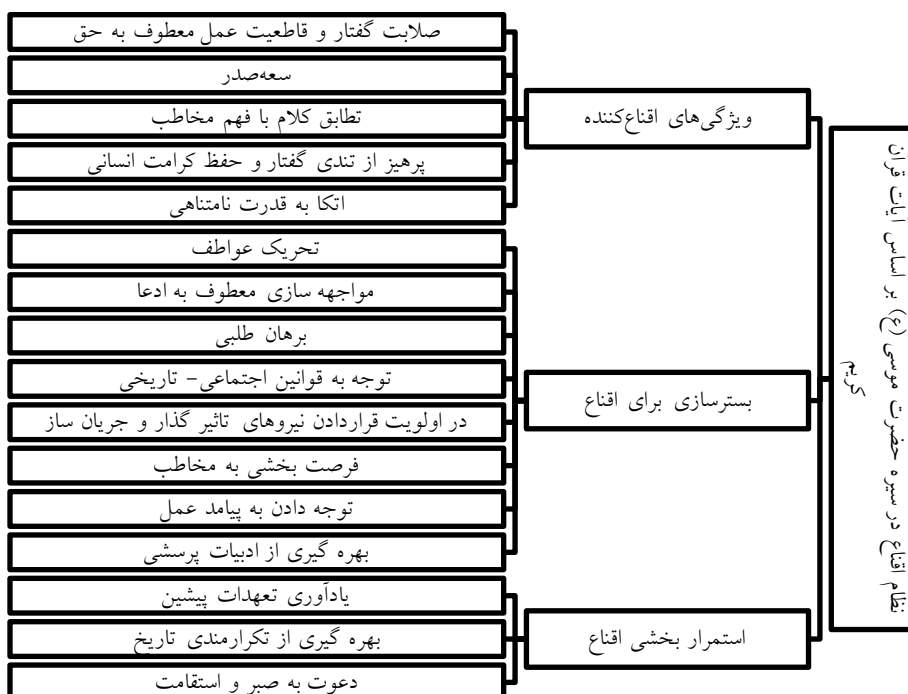 نظام اقناع در سیره حضرت موسی (ع) بر اساس آیات قرآن
کریم
ویژگی‌های اقناع‌کننده
صلابت گفتار و قاطعیت عمل معطوف به حق
سعه‌صدر
تطابق کلام با فهم مخاطب
پرهیز از تندی گفتار و حفظ کرامت انسانی
اتکا به قدرت نامتناهی
بسترسازی برای اقناع
تحریک عواطف
مواجهه سازی معطوف به ادعا
برهان طلبی
توجه به قوانین اجتماعی- تاریخی
در اولویت قراردادن نیروهای تاثیر گذار و جریان ساز
فرصت بخشی به مخاطب
توجه دادن به پیامد عمل
بهره گیری از ادبیات پرسشی
استمرار بخشی اقناع
یادآوری تعهدات پیشین
بهره گیری از تکرارمندی تاریخ
دعوت به صبر و استقامت